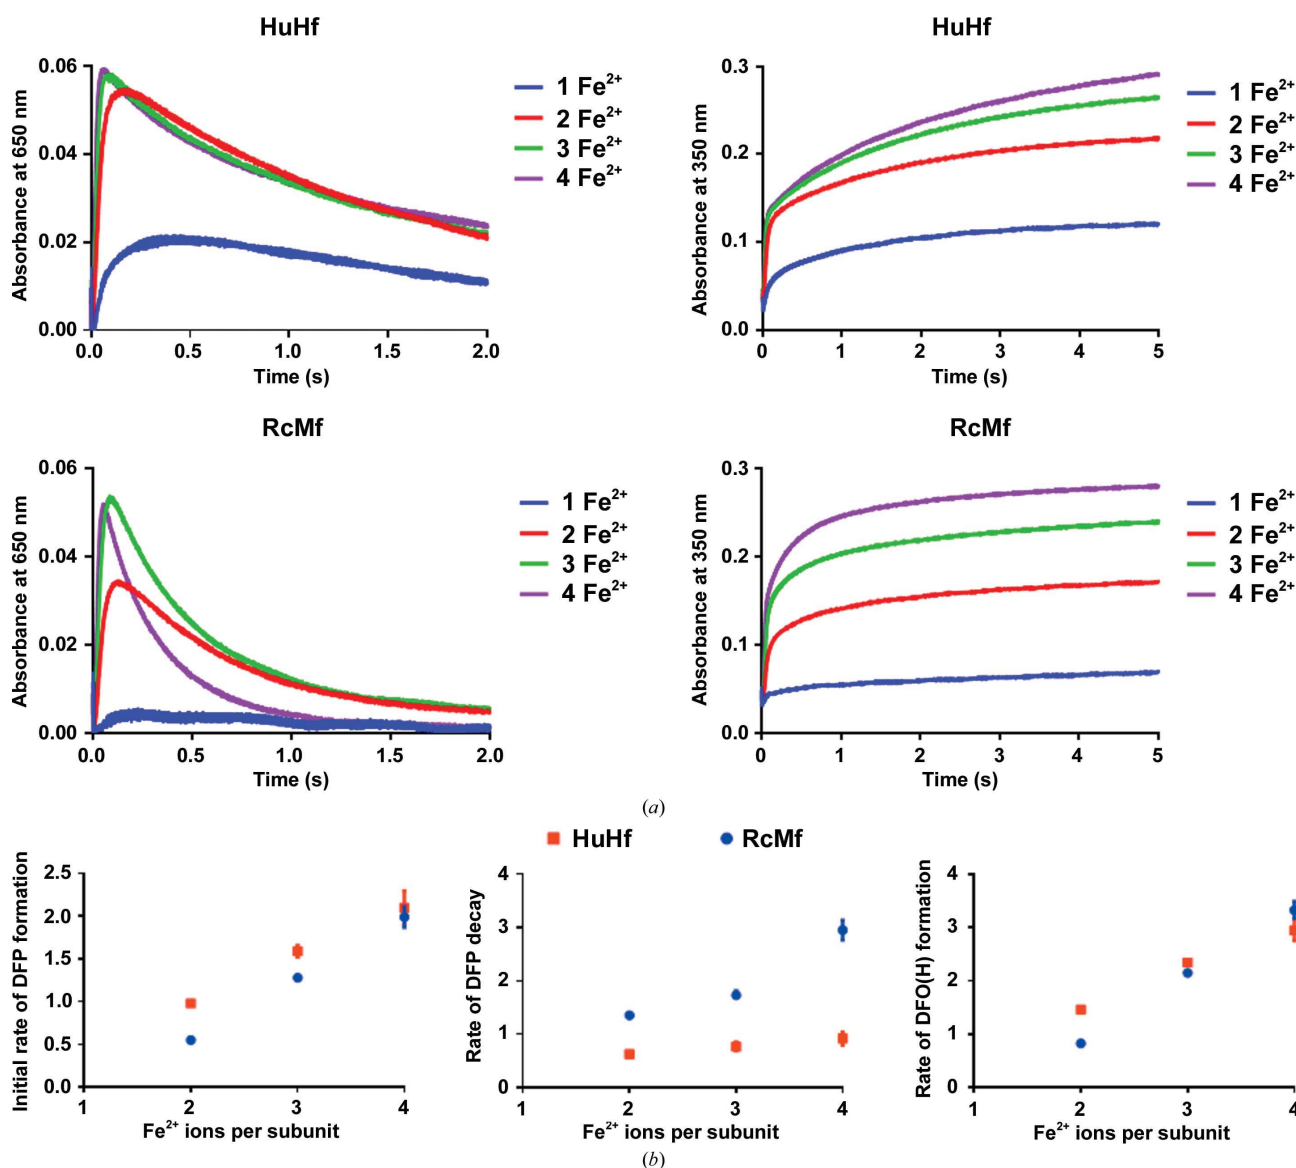 HuHf
Absorbance at 650 nm
0.06
0.04
0.02
0.00
0.0 0.5 1.0 1.5 2.0
Time (s)
1 Fe²⁺
2 Fe²⁺
3 Fe²⁺
4 Fe²⁺
HuHf
Absorbance at 350 nm
0.3
0.2
0.1
0.0
0 1 2 3 4 5
Time (s)
1 Fe²⁺
2 Fe²⁺
3 Fe²⁺
4 Fe²⁺
RcMf
Absorbance at 650 nm
0.06
0.04
0.02
0.00
0.0 0.5 1.0 1.5 2.0
Time (s)
1 Fe²⁺
2 Fe²⁺
3 Fe²⁺
4 Fe²⁺
RcMf
Absorbance at 350 nm
0.3
0.2
0.1
0.0
0 1 2 3 4 5
Time (s)
1 Fe²⁺
2 Fe²⁺
3 Fe²⁺
4 Fe²⁺
(a)
HuHf RcMf
Initial rate of DFP formation
2.5
2.0
1.5
1.0
0.5
0.0
1 2 3 4
Fe²⁺ ions per subunit
Rate of DFP decay
4
3
2
1
0
1 2 3 4
Fe²⁺ ions per subunit
Rate of DFO(H) formation
4
3
2
1
0
1 2 3 4
Fe²⁺ ions per subunit
(b)